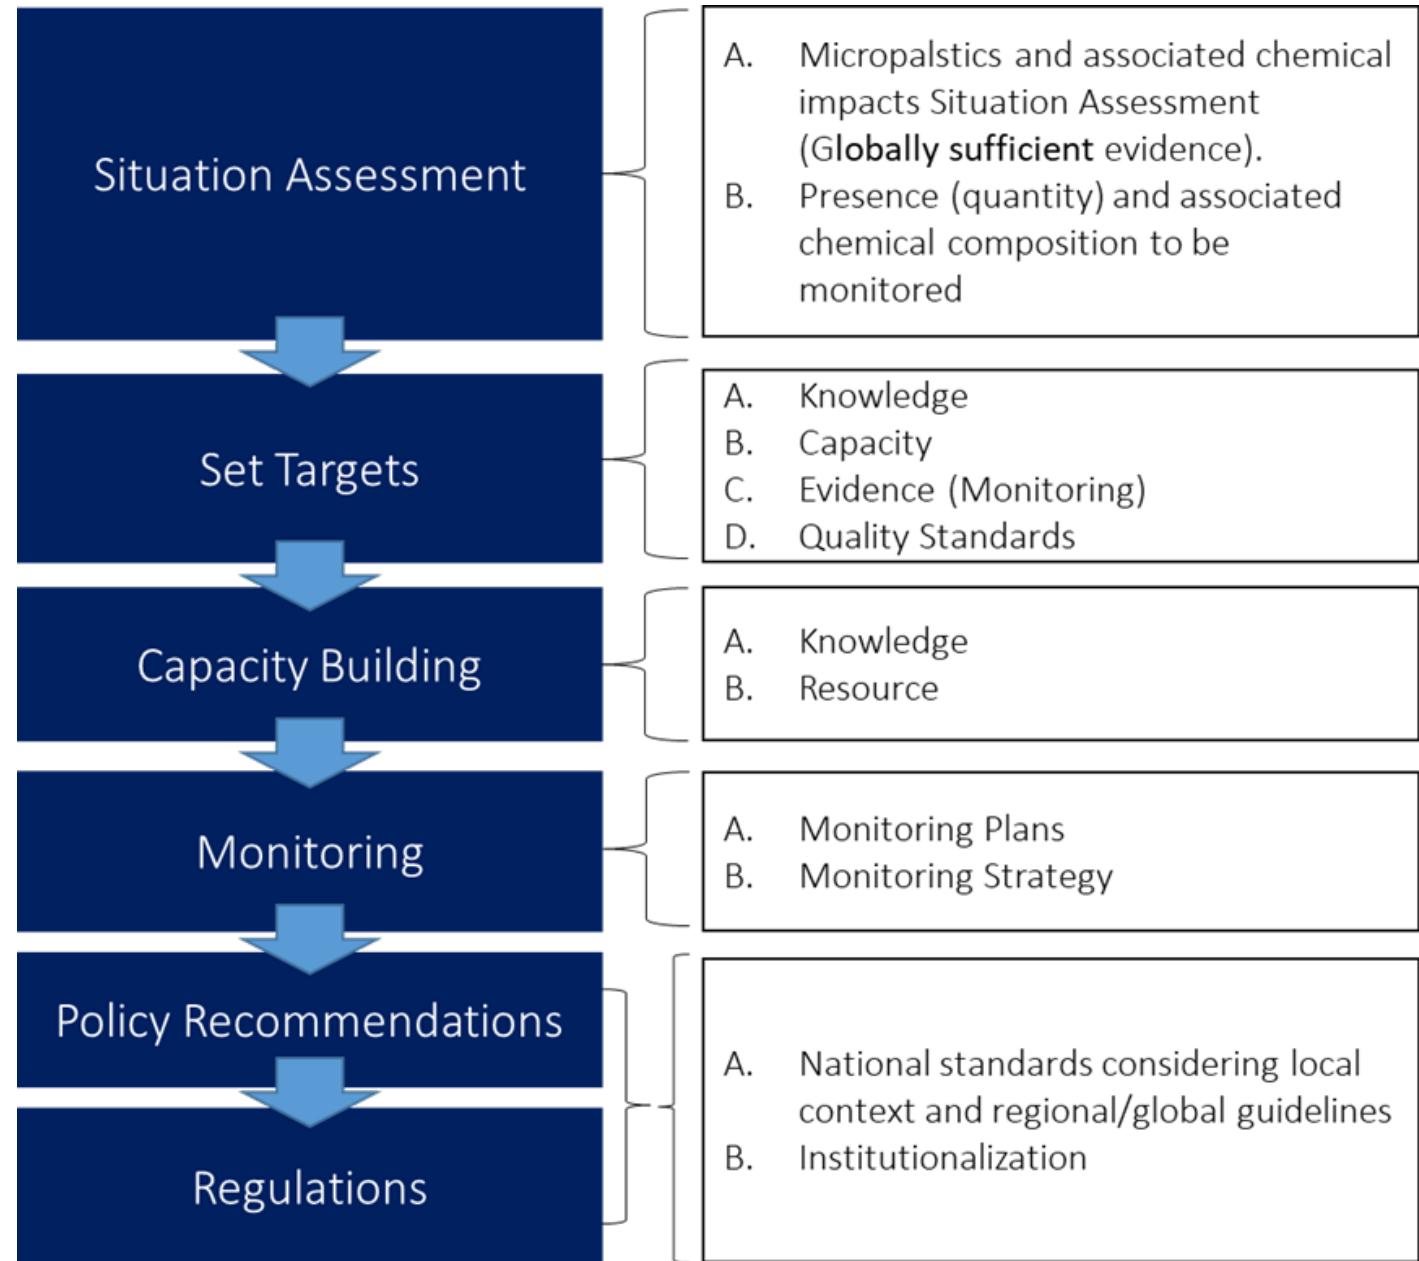 Situation Assessment
A. Micropalstics and associated chemical
impacts Situation Assessment
(Globally sufficient evidence).
B. Presence (quantity) and associated
chemical composition to be
monitored
Set Targets
A. Knowledge
B. Capacity
C. Evidence (Monitoring)
D. Quality Standards
Capacity Building
A. Knowledge
B. Resource
Monitoring
A. Monitoring Plans
B. Monitoring Strategy
Policy Recommendations
Regulations
A. National standards considering local
context and regional/global guidelines
B. Institutionalization